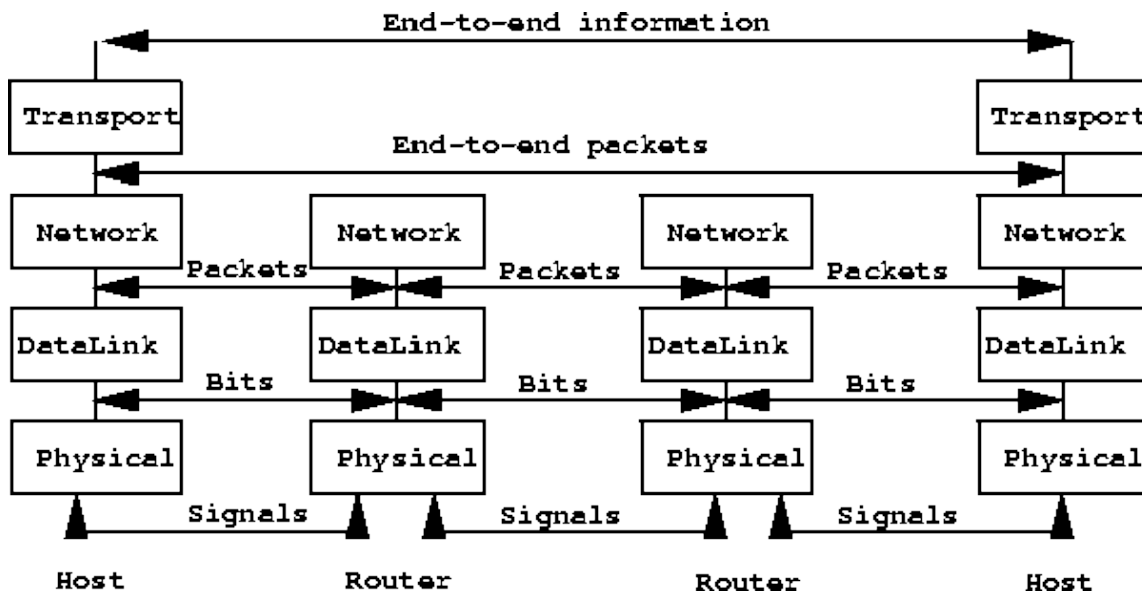 End-to-end information
Transport Transport
End-to-end packets
Network Network Network Network
Packets Packets Packets
DataLink DataLink DataLink DataLink
Bits Bits Bits
Physical Physical Physical Physical
Signals Signals Signals
Host Router Router Host